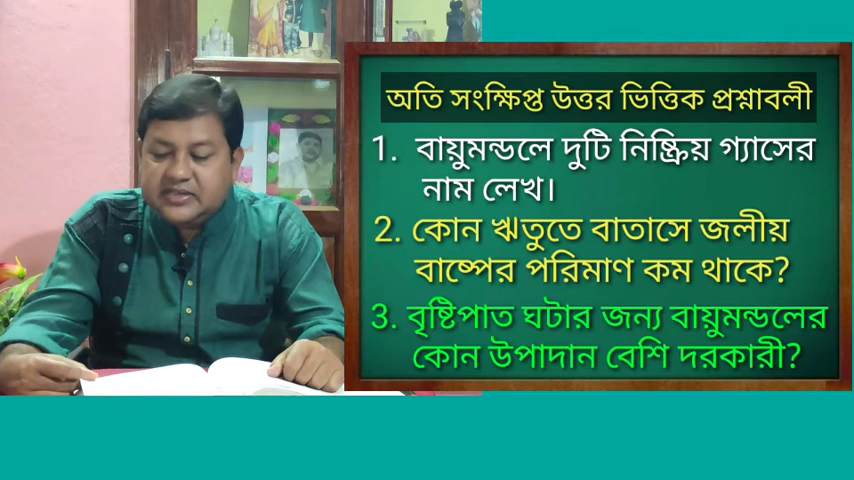 অতি সংক্ষিপ্ত উত্তর ভিত্তিক প্রশ্নাবলী
1. বায়ুমন্ডলে দুটি নিষ্ক্রিয় গ্যাসের
নাম লেখ।
2. কোন ঋতুতে বাতাসে জলীয়
বাষ্পের পরিমাণ কম থাকে?
3. বৃষ্টিপাত ঘটার জন্য বায়ুমন্ডলের
কোন উপাদান বেশি দরকারী?